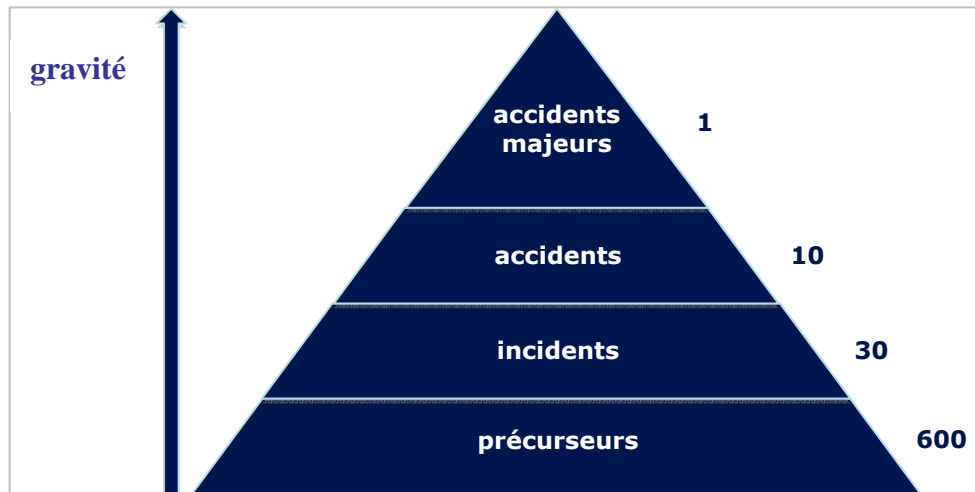 gravité
accidents
majeurs
1
accidents
10
incidents
30
précurseurs
600